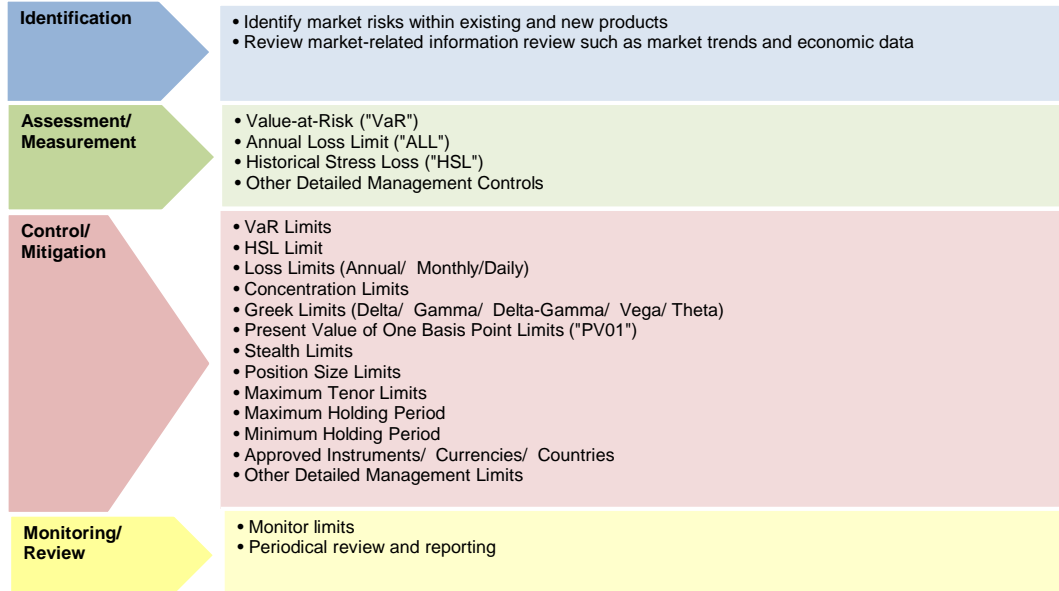 Identification
• Identify market risks within existing and new products
• Review market-related information review such as market trends and economic data
Assessment/
Measurement
• Value-at-Risk ("VaR")
• Annual Loss Limit ("ALL")
• Historical Stress Loss ("HSL")
• Other Detailed Management Controls
Control/
Mitigation
• VaR Limits
• HSL Limit
• Loss Limits (Annual/ Monthly/Daily)
• Concentration Limits
• Greek Limits (Delta/ Gamma/ Delta-Gamma/ Vega/ Theta)
• Present Value of One Basis Point Limits ("PV01")
• Stealth Limits
• Position Size Limits
• Maximum Tenor Limits
• Maximum Holding Period
• Minimum Holding Period
• Approved Instruments/ Currencies/ Countries
• Other Detailed Management Limits
Monitoring/
Review
• Monitor limits
• Periodical review and reporting